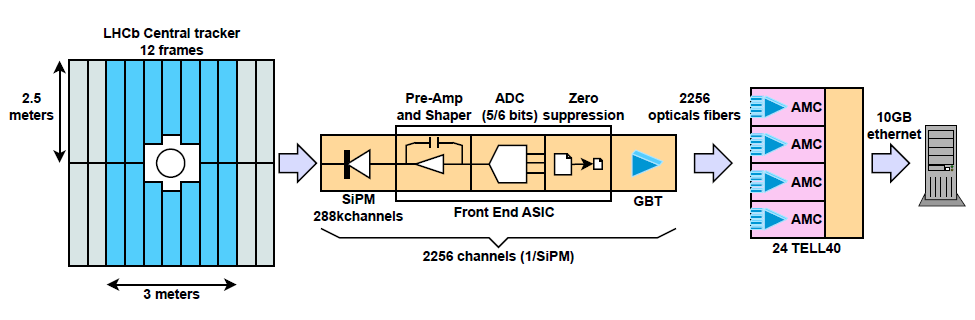 LHCb Central tracker
12 frames
2.5
meters
3 meters
Pre-Amp
and Shaper
ADC
(5/6 bits)
Zero
suppression
SiPM
288kchannels
Front End ASIC
GBT
2256 channels (1/SiPM)
2256
opticals fibers
AMC
AMC
AMC
AMC
24 TELL40
10GB
ethernet